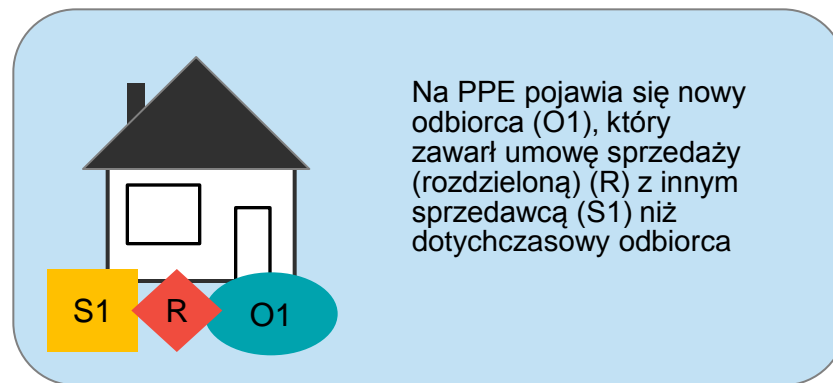 Na PPE pojawia się nowy
odbiorca (O1), który
zawarł umowę sprzedaży
(rozdzieloną) (R) z innym
sprzedawcą (S1) niż
dotychczasowy odbiorca
S1
R
O1